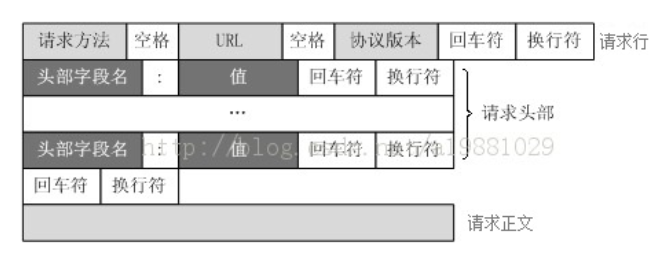 请求方法 空格 URL 空格 协议版本 回车符 换行符 请求行
头部字段名 : 值 回车符 换行符
...
请求头部
头部字段名 : 值 回车符 换行符
http://blog.csdn.net/a19881029
回车符 换行符
请求正文